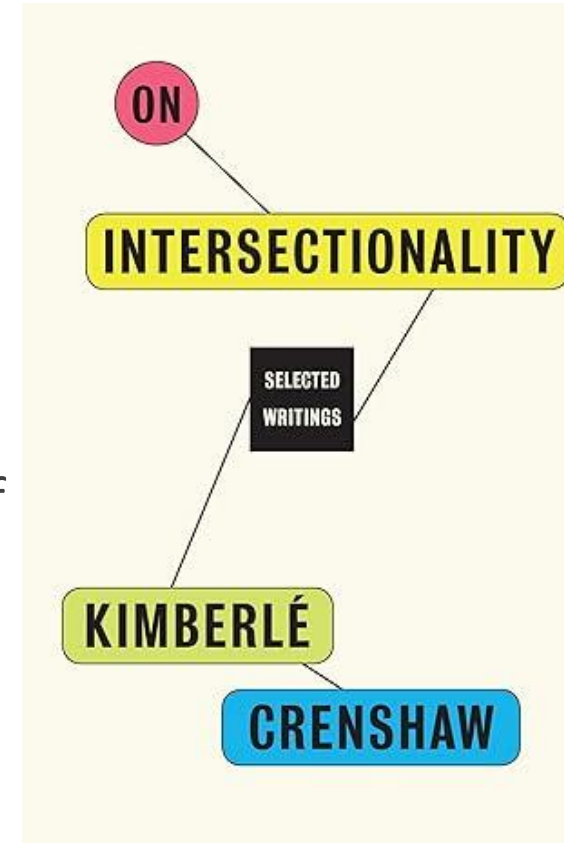 ON
INTERSECTIONALITY
SELECTED
WRITINGS
KIMBERLÉ
CRENSHAW